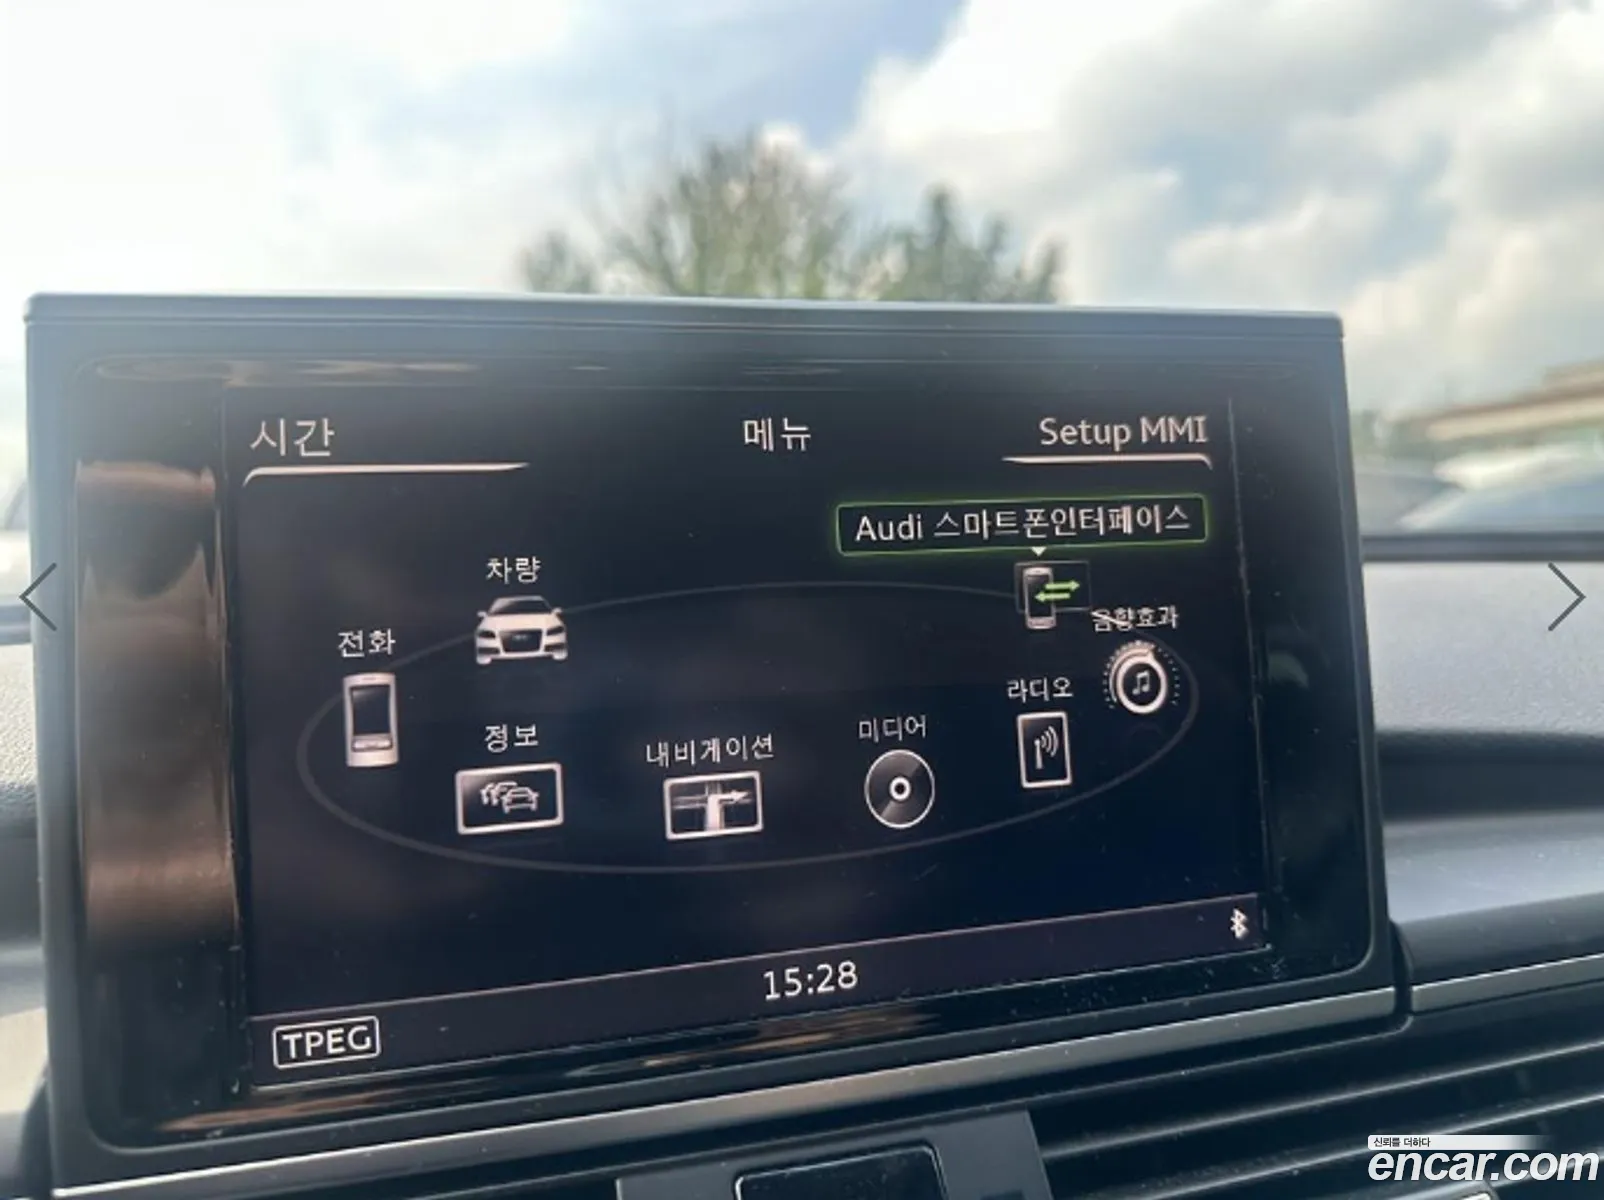 시간
메뉴
Setup MMI
Audi 스마트폰인터페이스
차량
음향효과
전화
라디오
정보
내비게이션
미디어
15:28
TPEG
신뢰를 더하다
encar.com